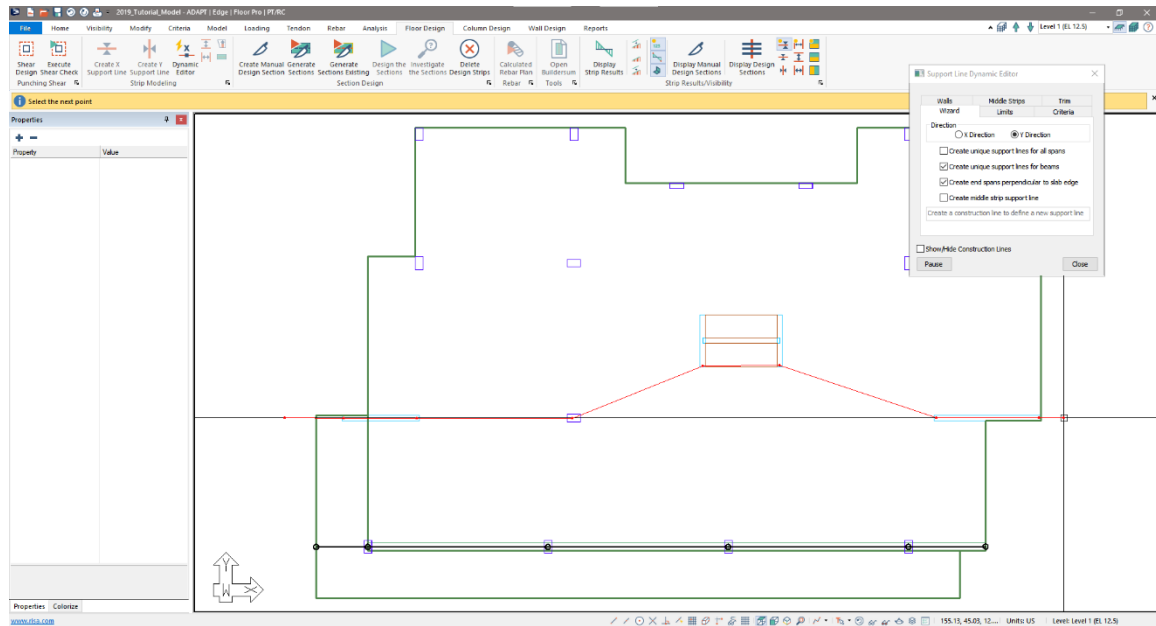 2019_Tutorial_Model - ADAPT | Edge | Floor Pro | PT/RC
File Home Visibility Modify Criteria Model Loading Tendon Rebar Analysis Floor Design Column Design Wall Design Reports Level 1 (EL 12.5)
Shear Design Execute Shear Check Create X Support Line Create Y Support Line Dynamic Editor Create Manual Design Section Generate Sections Generate Sections Existing Design the Sections Investigate the Sections Delete Design Strips Calculated Rebar Plan Open Buildersum Display Strip Results Display Manual Design Sections Display Design Sections
Punching Shear Strip Modeling Section Design Rebar Tools Strip Results/Visibility
Select the next point
Properties
Property Value
Support Line Dynamic Editor
Walls Middle Strips Trim
Wizard Limits Criteria
Direction
X Direction Y Direction
Create unique support lines for all spans
Create unique support lines for beams
Create end spans perpendicular to slab edge
Create middle strip support line
Create a construction line to define a new support line
Show/Hide Construction Lines
Pause Close
Y
W X
Properties Colorize
www.risa.com 155.13, 45.03, 12.... Units: US Level: Level 1 (EL 12.5)